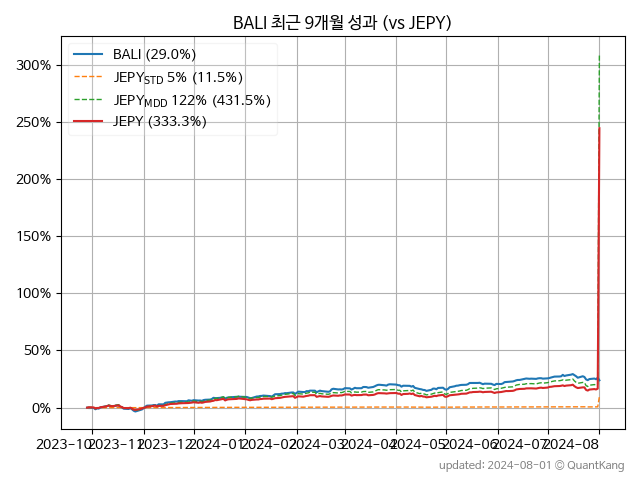 BALI 최근 9개월 성과 (vs JEPY)
BALI (29.0%)
JEPY_STD 5% (11.5%)
JEPY_MDD 122% (431.5%)
JEPY (333.3%)
300%
250%
200%
150%
100%
50%
0%
2023-10 2023-11 2023-12 2024-01 2024-02 2024-03 2024-04 2024-05 2024-06 2024-07 2024-08
updated: 2024-08-01 © QuantKang